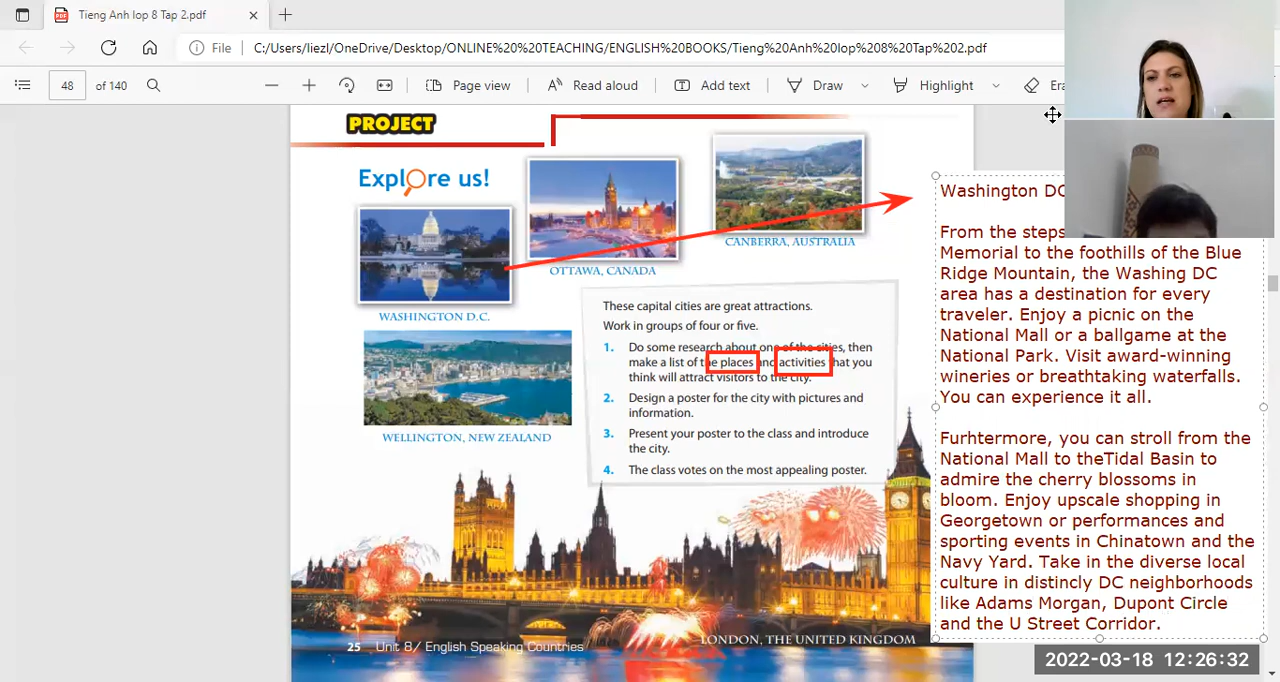 Tieng Anh lop 8 Tap 2.pdf
File
C:/Users/liezl/OneDrive/Desktop/ONLINE%20%20TEACHING/ENGLISH%20BOOKS/Tieng%20Anh%20lop%208%20Tap%202.pdf
48
of 140
Page view
Read aloud
Add text
Draw
Highlight
PROJECT
Explore us!
WASHINGTON D.C.
OTTAWA, CANADA
CANBERRA, AUSTRALIA
WELLINGTON, NEW ZEALAND
These capital cities are great attractions.
Work in groups of four or five.
1. Do some research about one of the cities, then
make a list of the places and activities that you
think will attract visitors to the city.
2. Design a poster for the city with pictures and
information.
3. Present your poster to the class and introduce
the city.
4. The class votes on the most appealing poster.
LONDON, THE UNITED KINGDOM
25 Unit 8/ English Speaking Countries
Washington DC
From the steps
Memorial to the foothills of the Blue
Ridge Mountain, the Washing DC
area has a destination for every
traveler. Enjoy a picnic on the
National Mall or a ballgame at the
National Park. Visit award-winning
wineries or breathtaking waterfalls.
You can experience it all.
Furhtermore, you can stroll from the
National Mall to theTidal Basin to
admire the cherry blossoms in
bloom. Enjoy upscale shopping in
Georgetown or performances and
sporting events in Chinatown and the
Navy Yard. Take in the diverse local
culture in distincly DC neighborhoods
like Adams Morgan, Dupont Circle
and the U Street Corridor.
2022-03-18 12:26:32